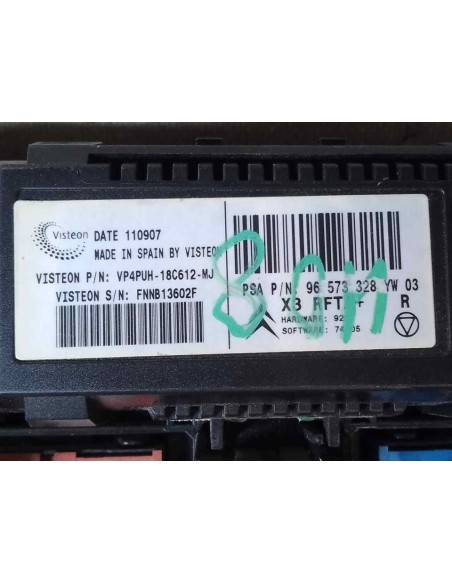 Visteon
DATE 110907
MADE IN SPAIN BY VISTEON
VISTEON P/N: VP4PUH-18C612-MJ
VISTEON S/N: FNNB13602F
PSA P/N. 96 573 328 YW 03
X3 R
HARDWARE:
SOFTWARE: